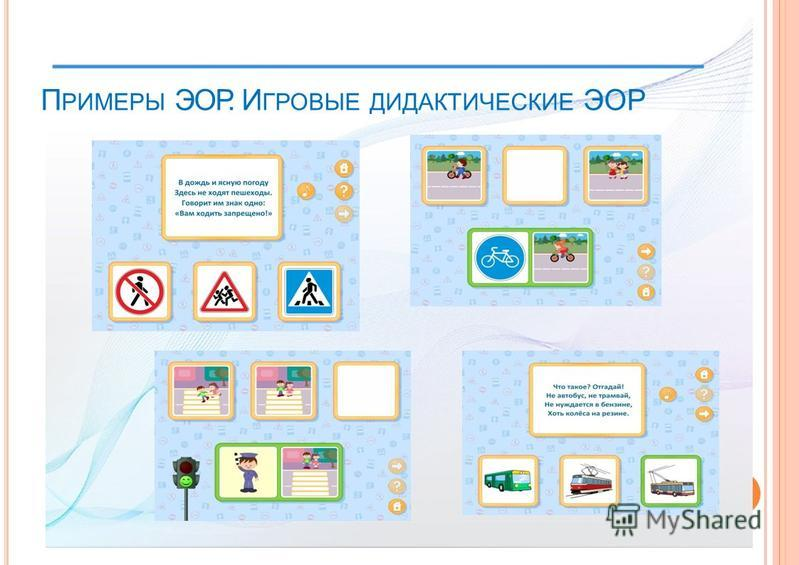 Примеры ЭОР. Игровые дидактические ЭОР
В дождь и ясную погоду
Здесь не ходят пешеходы.
Говорит им знак одно:
«Вам ходить запрещено!»
?
?
?
Что такое? Отгадай!
Не автобус, не трамвай,
Не нуждается в бензине,
Хоть колёса на резине.
?
MyShared